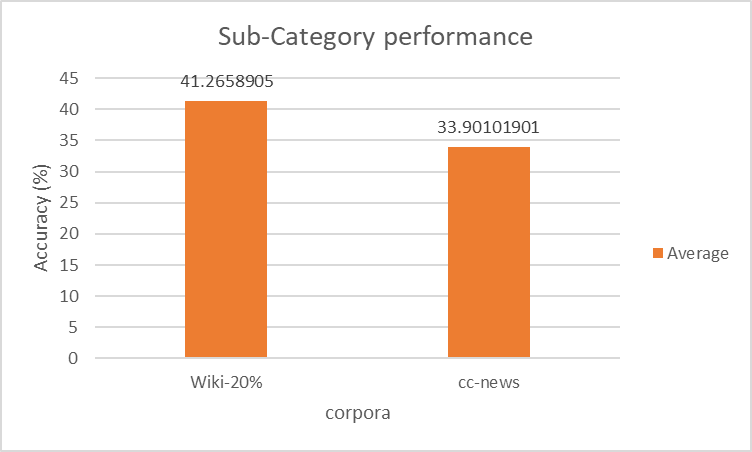 Sub-Category performance
45
40
35
30
25
20
15
10
5
0
Accuracy (%)
41.2658905
33.90101901
Wiki-20%
cc-news
corpora
Average